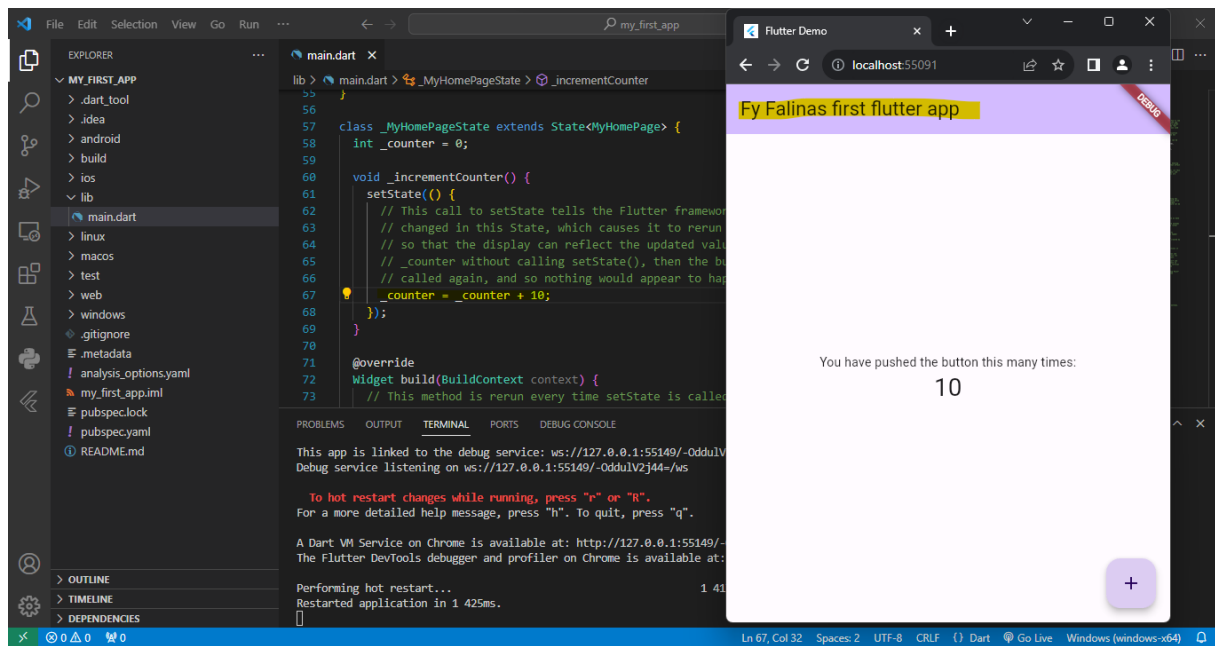 File Edit Selection View Go Run ···
my_first_app
EXPLORER ···
MY_FIRST_APP
.dart_tool
.idea
android
build
ios
lib
main.dart
linux
macos
test
web
windows
.gitignore
.metadata
analysis_options.yaml
my_first_app.iml
pubspec.lock
pubspec.yaml
README.md
OUTLINE
TIMELINE
DEPENDENCIES
main.dart
lib > main.dart > _MyHomePageState > _incrementCounter
55 }
56
57 class _MyHomePageState extends State<MyHomePage> {
58 int _counter = 0;
59
60 void _incrementCounter() {
61 setState(() {
62 // This call to setState tells the Flutter
63 // changed in this State, which causes it to rerun
64 // so that the display can reflect the updated
65 // _counter without calling setState(), then the
66 // called again, and so nothing would appear to
67 _counter = _counter + 10;
68 });
69 }
70
71 @override
72 Widget build(BuildContext context) {
73 // This method is rerun every time setState is
PROBLEMS OUTPUT TERMINAL PORTS DEBUG CONSOLE
This app is linked to the debug service: ws://127.0.0.1:55149/-OddulV
Debug service listening on ws://127.0.0.1:55149/-OddulV2j44=/ws
To hot restart changes while running, press "r" or "R".
For a more detailed help message, press "h". To quit, press "q".
A Dart VM Service on Chrome is available at: http://127.0.0.1:55149/-
The Flutter DevTools debugger and profiler on Chrome is available at:
Performing hot restart... 1 41
Restarted application in 1 425ms.
Flutter Demo
localhost:55091
Fy Falinas first flutter app
DEBUG
You have pushed the button this many times:
10
+
0 0 0 Ln 67, Col 32 Spaces: 2 UTF-8 CRLF {} Dart Go Live Windows (windows-x64)